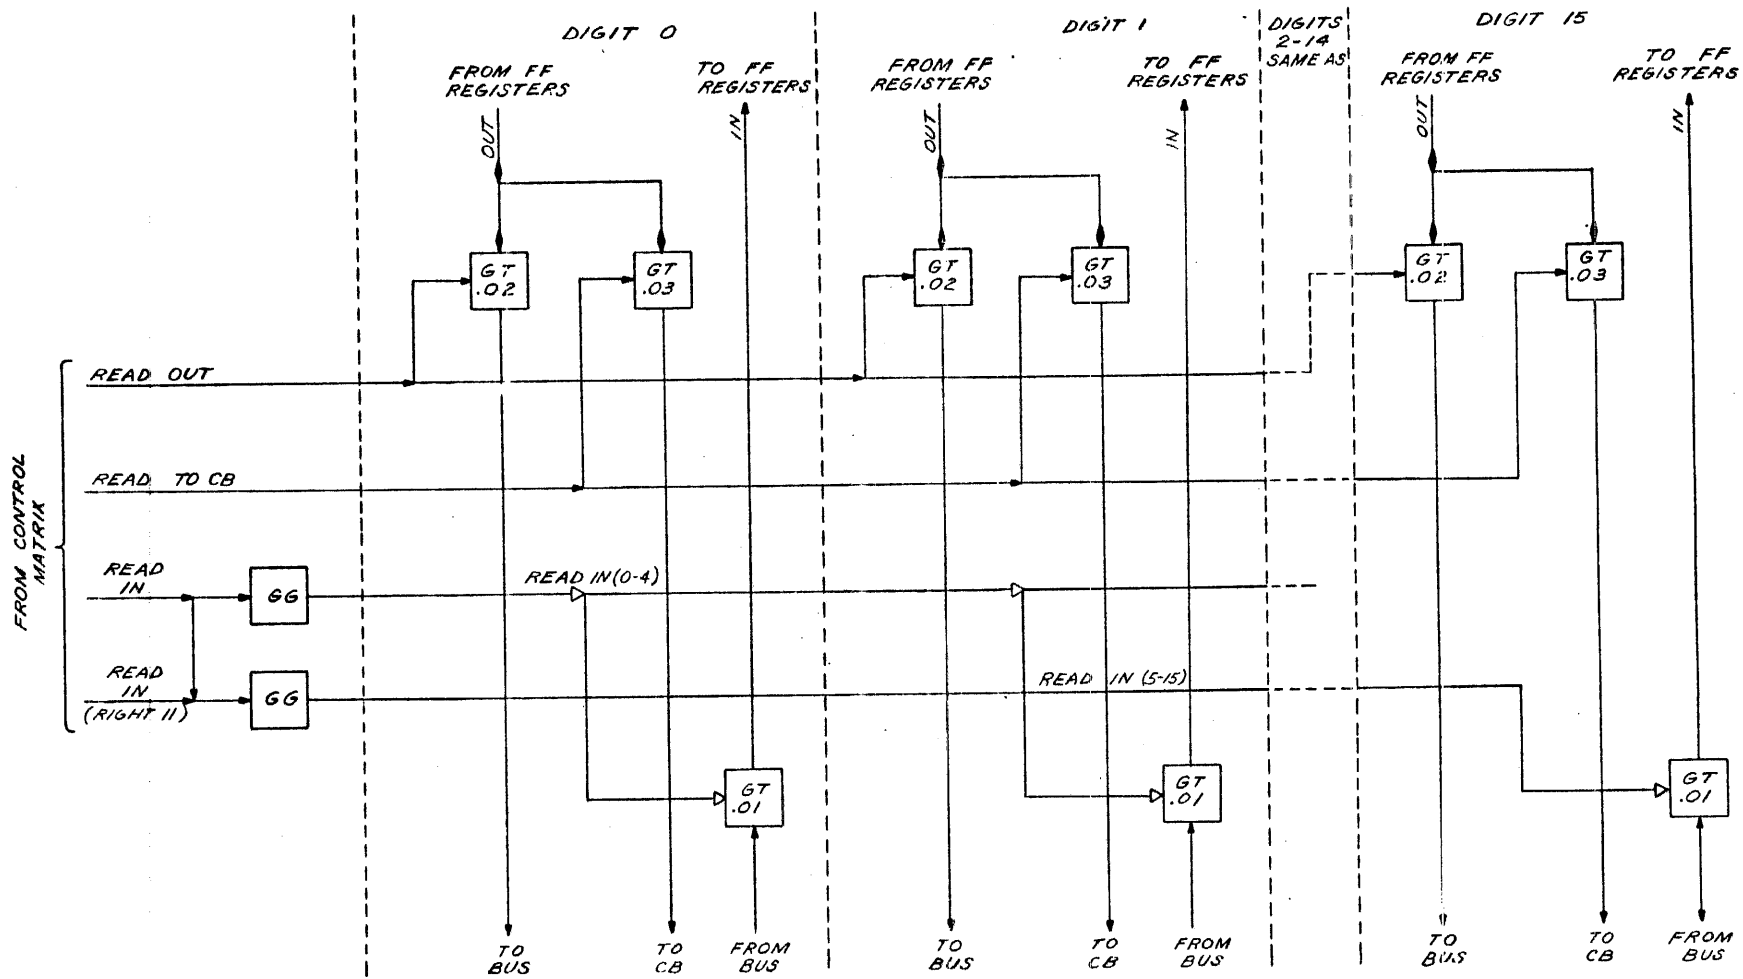 DIGIT 0
DIGIT 1
DIGITS
2-14
SAME AS
DIGIT 15
FROM FF
REGISTERS
TO FF
REGISTERS
FROM FF
REGISTERS
TO FF
REGISTERS
FROM FF
REGISTERS
TO FF
REGISTERS
OUT
IN
OUT
IN
OUT
IN
GT
.02
GT
.03
GT
.02
GT
.03
GT
.02
GT
.03
READ OUT
READ TO CB
FROM CONTROL
MATRIX
READ
IN
GG
READ IN (0-4)
READ
IN
(RIGHT 11)
GG
READ IN (5-15)
GT
.01
GT
.01
GT
.01
TO
BUS
TO
CB
FROM
BUS
TO
BUS
TO
CB
FROM
BUS
TO
BUS
TO
CB
FROM
BUS